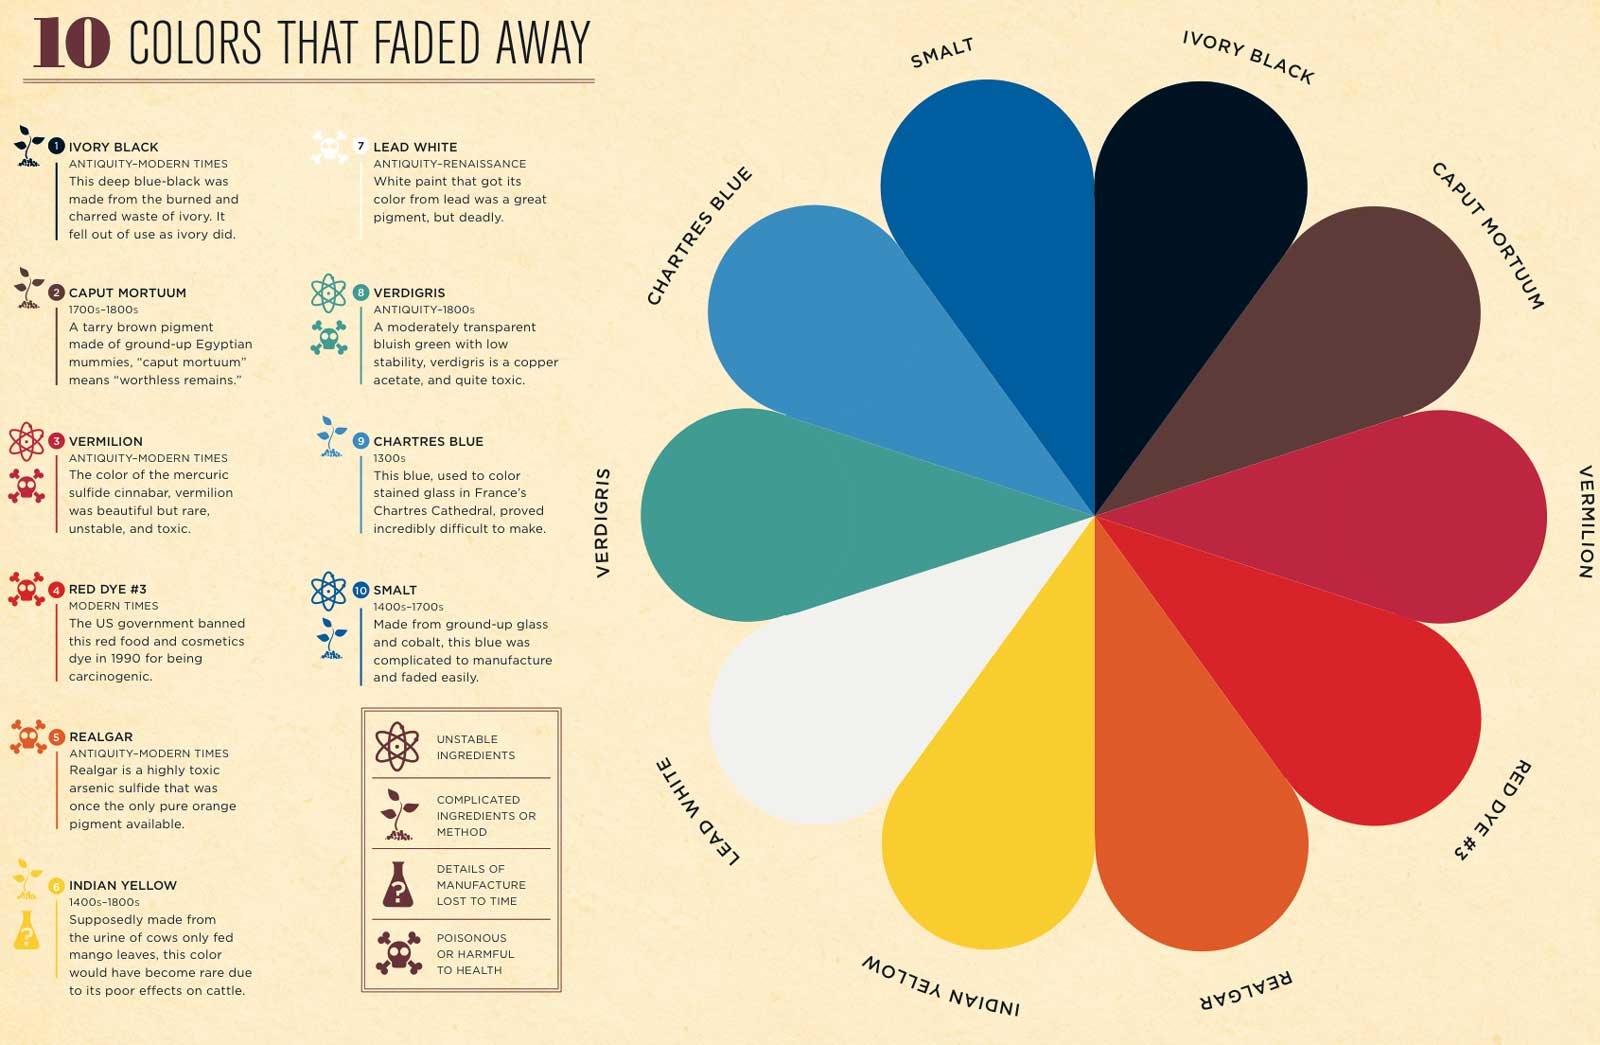 10 COLORS THAT FADED AWAY
1 IVORY BLACK
ANTIQUITY–MODERN TIMES
This deep blue-black was
made from the burned and
charred waste of ivory. It
fell out of use as ivory did.
2 CAPUT MORTUUM
1700s–1800s
A tarry brown pigment
made of ground-up Egyptian
mummies, “caput mortuum”
means “worthless remains.”
3 VERMILION
ANTIQUITY–MODERN TIMES
The color of the mercuric
sulfide cinnabar, vermilion
was beautiful but rare,
unstable, and toxic.
4 RED DYE #3
MODERN TIMES
The US government banned
this red food and cosmetics
dye in 1990 for being
carcinogenic.
5 REALGAR
ANTIQUITY–MODERN TIMES
Realgar is a highly toxic
arsenic sulfide that was
once the only pure orange
pigment available.
6 INDIAN YELLOW
1400s–1800s
Supposedly made from
the urine of cows only fed
mango leaves, this color
would have become rare due
to its poor effects on cattle.
7 LEAD WHITE
ANTIQUITY–RENAISSANCE
White paint that got its
color from lead was a great
pigment, but deadly.
8 VERDIGRIS
ANTIQUITY–1800s
A moderately transparent
bluish green with low
stability, verdigris is a copper
acetate, and quite toxic.
9 CHARTRES BLUE
1300s
This blue, used to color
stained glass in France’s
Chartres Cathedral, proved
incredibly difficult to make.
10 SMALT
1400s–1700s
Made from ground-up glass
and cobalt, this blue was
complicated to manufacture
and faded easily.
UNSTABLE
INGREDIENTS
COMPLICATED
INGREDIENTS OR
METHOD
?
DETAILS OF
MANUFACTURE
LOST TO TIME
POISONOUS
OR HARMFUL
TO HEALTH
?
SMALT
IVORY BLACK
CAPUT MORTUUM
VERMILION
RED DYE #3
REALGAR
INDIAN YELLOW
LEAD WHITE
VERDIGRIS
CHARTRES BLUE